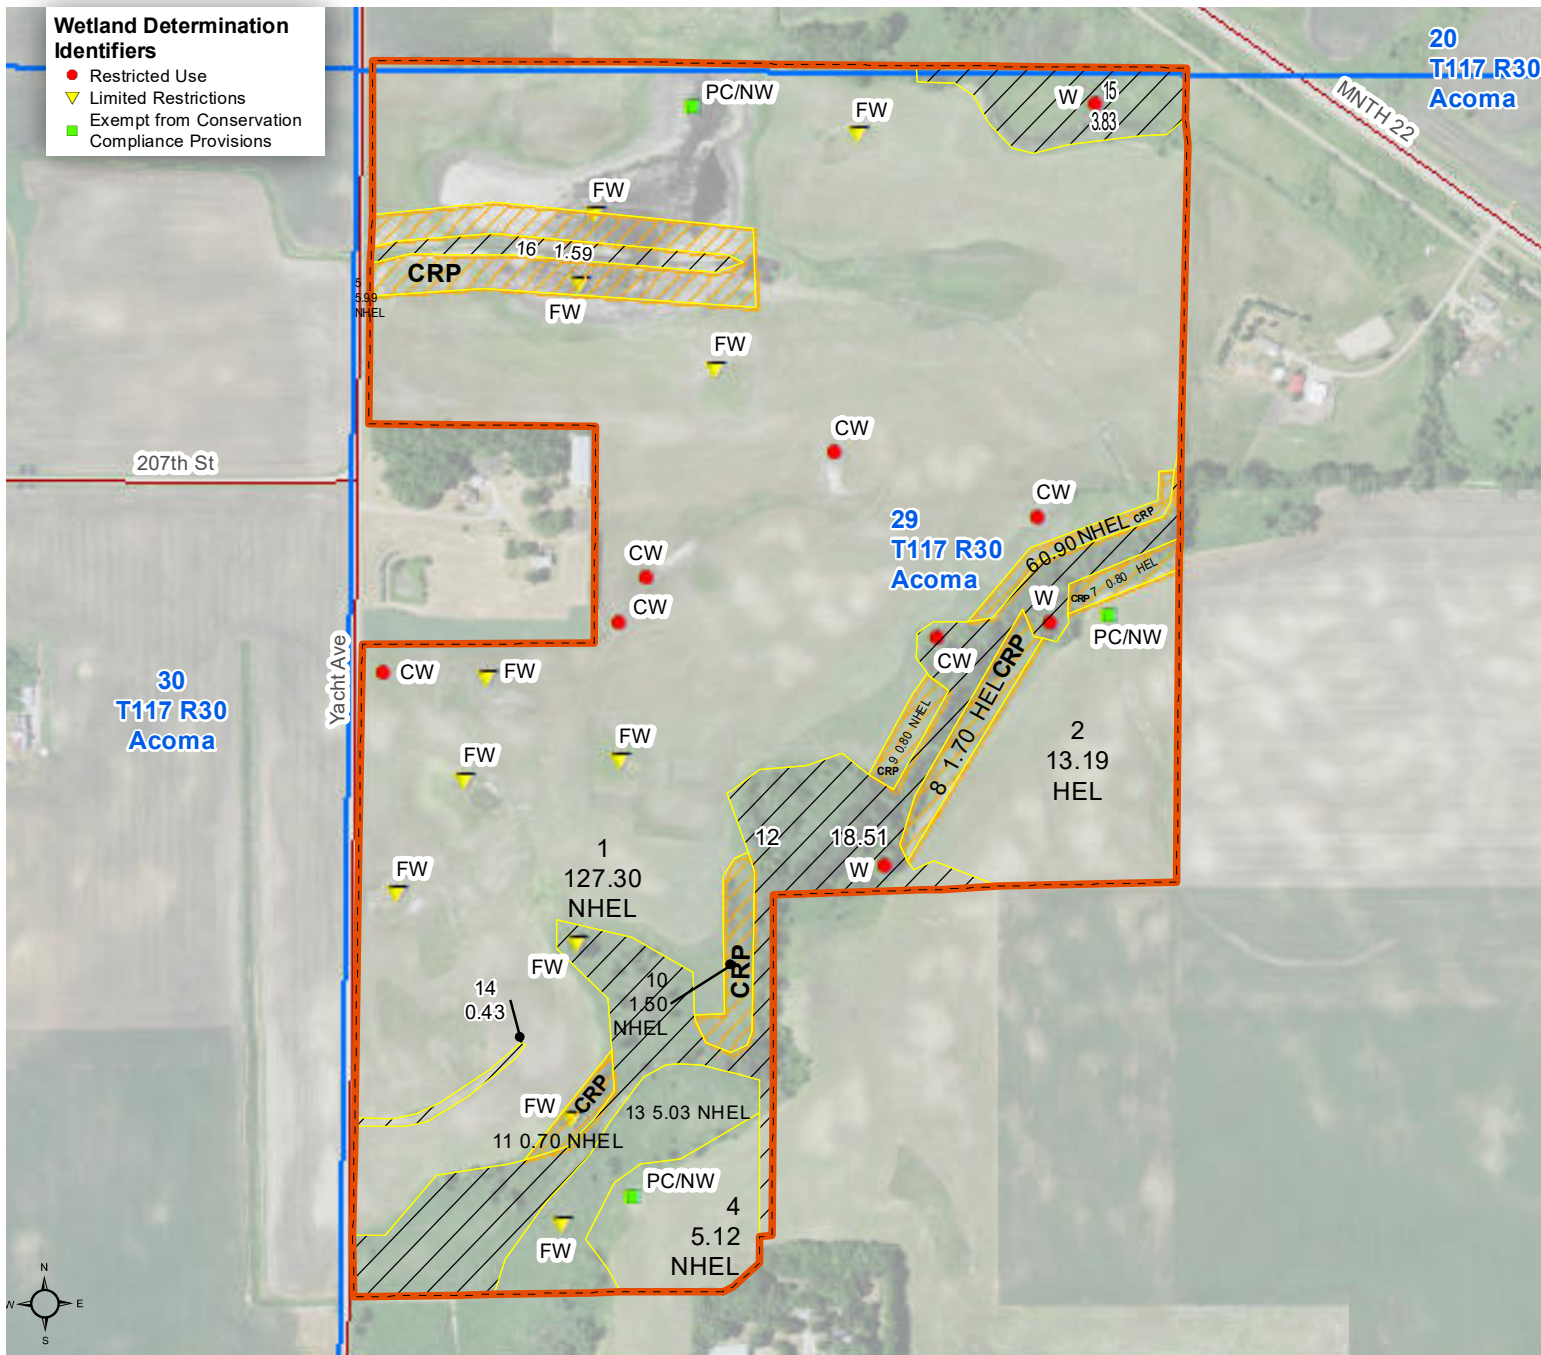 Wetland Determination
Identifiers
Restricted Use
Limited Restrictions
Exempt from Conservation
Compliance Provisions
20
T117 R30
Acoma
MNTH 22
PC/NW
FW
W
15
3.83
FW
16 1.59
CRP
5
5.99
NHEL
FW
FW
CW
207th St
CW
29
T117 R30
Acoma
6 0.90 NHEL CRP
CRP 7 0.80 HEL
CW
CW
W
PC/NW
CW
CW
FW
Yacht Ave
30
T117 R30
Acoma
8 1.70 HEL CRP
CRP 9 0.80 NHEL
2
13.19
HEL
FW
FW
12 18.51
W
1
127.30
NHEL
FW
FW
CRP
10
1.50
NHEL
14
0.43
CRP
FW
13 5.03 NHEL
11 0.70 NHEL
PC/NW
4
5.12
NHEL
FW
N
W
E
S